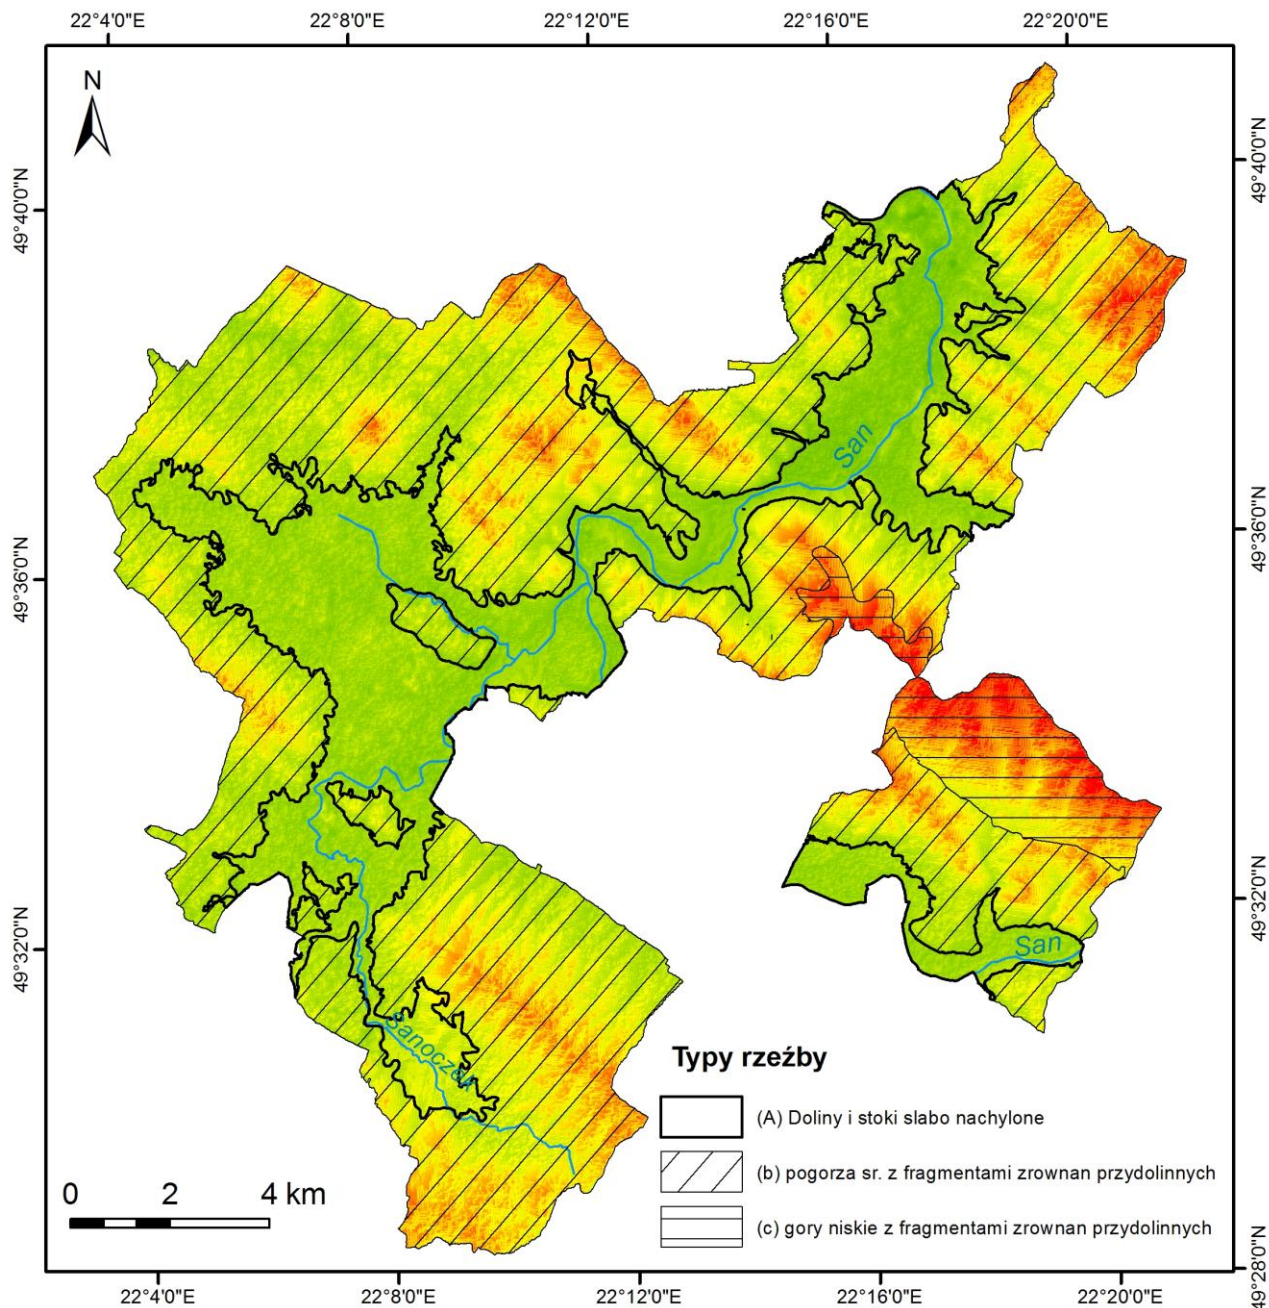 22°4'0"E 22°8'0"E 22°12'0"E 22°16'0"E 22°20'0"E
N
49°40'0"N
49°40'0"N
San
49°36'0"N
49°36'0"N
49°32'0"N
San
49°32'0"N
Sanoczek
Typy rzeźby
(A) Doliny i stoki slabo nachylone
(b) pogorza sr. z fragmentami zrownan przydolinnych
0 2 4 km
(c) gory niskie z fragmentami zrownan przydolinnych
49°28'0"N
22°4'0"E 22°8'0"E 22°12'0"E 22°16'0"E 22°20'0"E